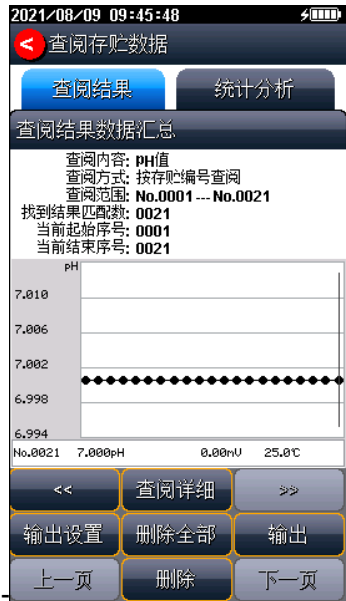 2021/08/09 09:45:48
< 查阅存贮数据
查阅结果 统计分析
查阅结果数据汇总
查阅内容: pH值
查阅方式: 按存贮编号查阅
查阅范围: No.0001---No.0021
找到结果匹配数: 0021
当前起始序号: 0001
当前结束序号: 0021
pH
7.010
7.006
7.002
6.998
6.994
No.0021 7.000pH 0.00mV 25.0℃
<< 查阅详细 >>
输出设置 删除全部 输出
上一页 删除 下一页